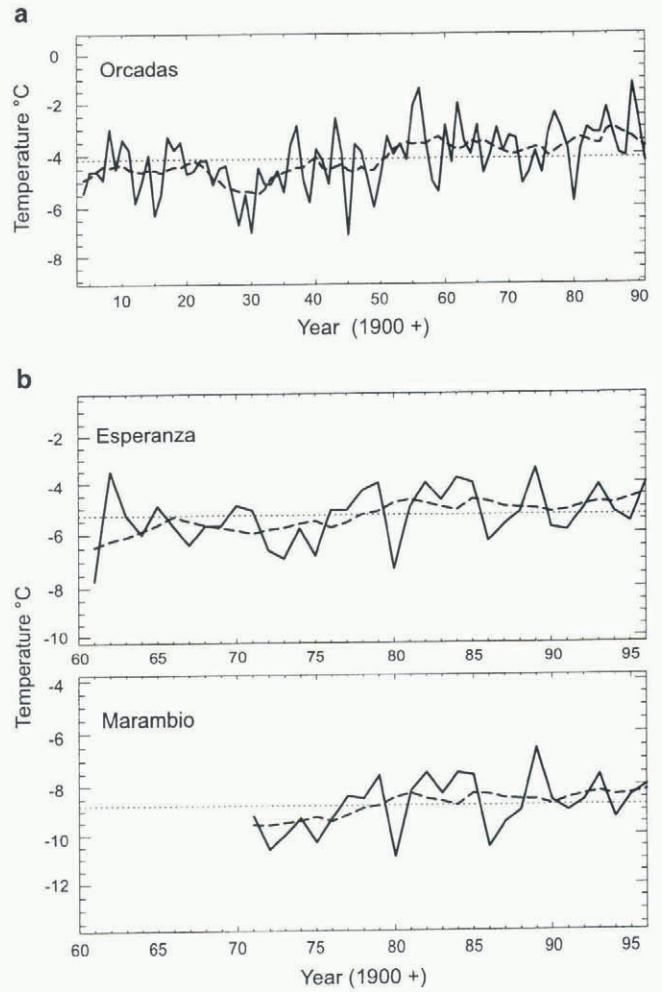 a
Orcadas
Temperature °C
0
-2
-4
-6
-8
10 20 30 40 50 60 70 80 90
Year (1900 +)
b
Temperature °C
Esperanza
-2
-4
-6
-8
-10
60 65 70 75 80 85 90 95
Marambio
-4
-6
-8
-10
-12
60 65 70 75 80 85 90 95
Year (1900 +)